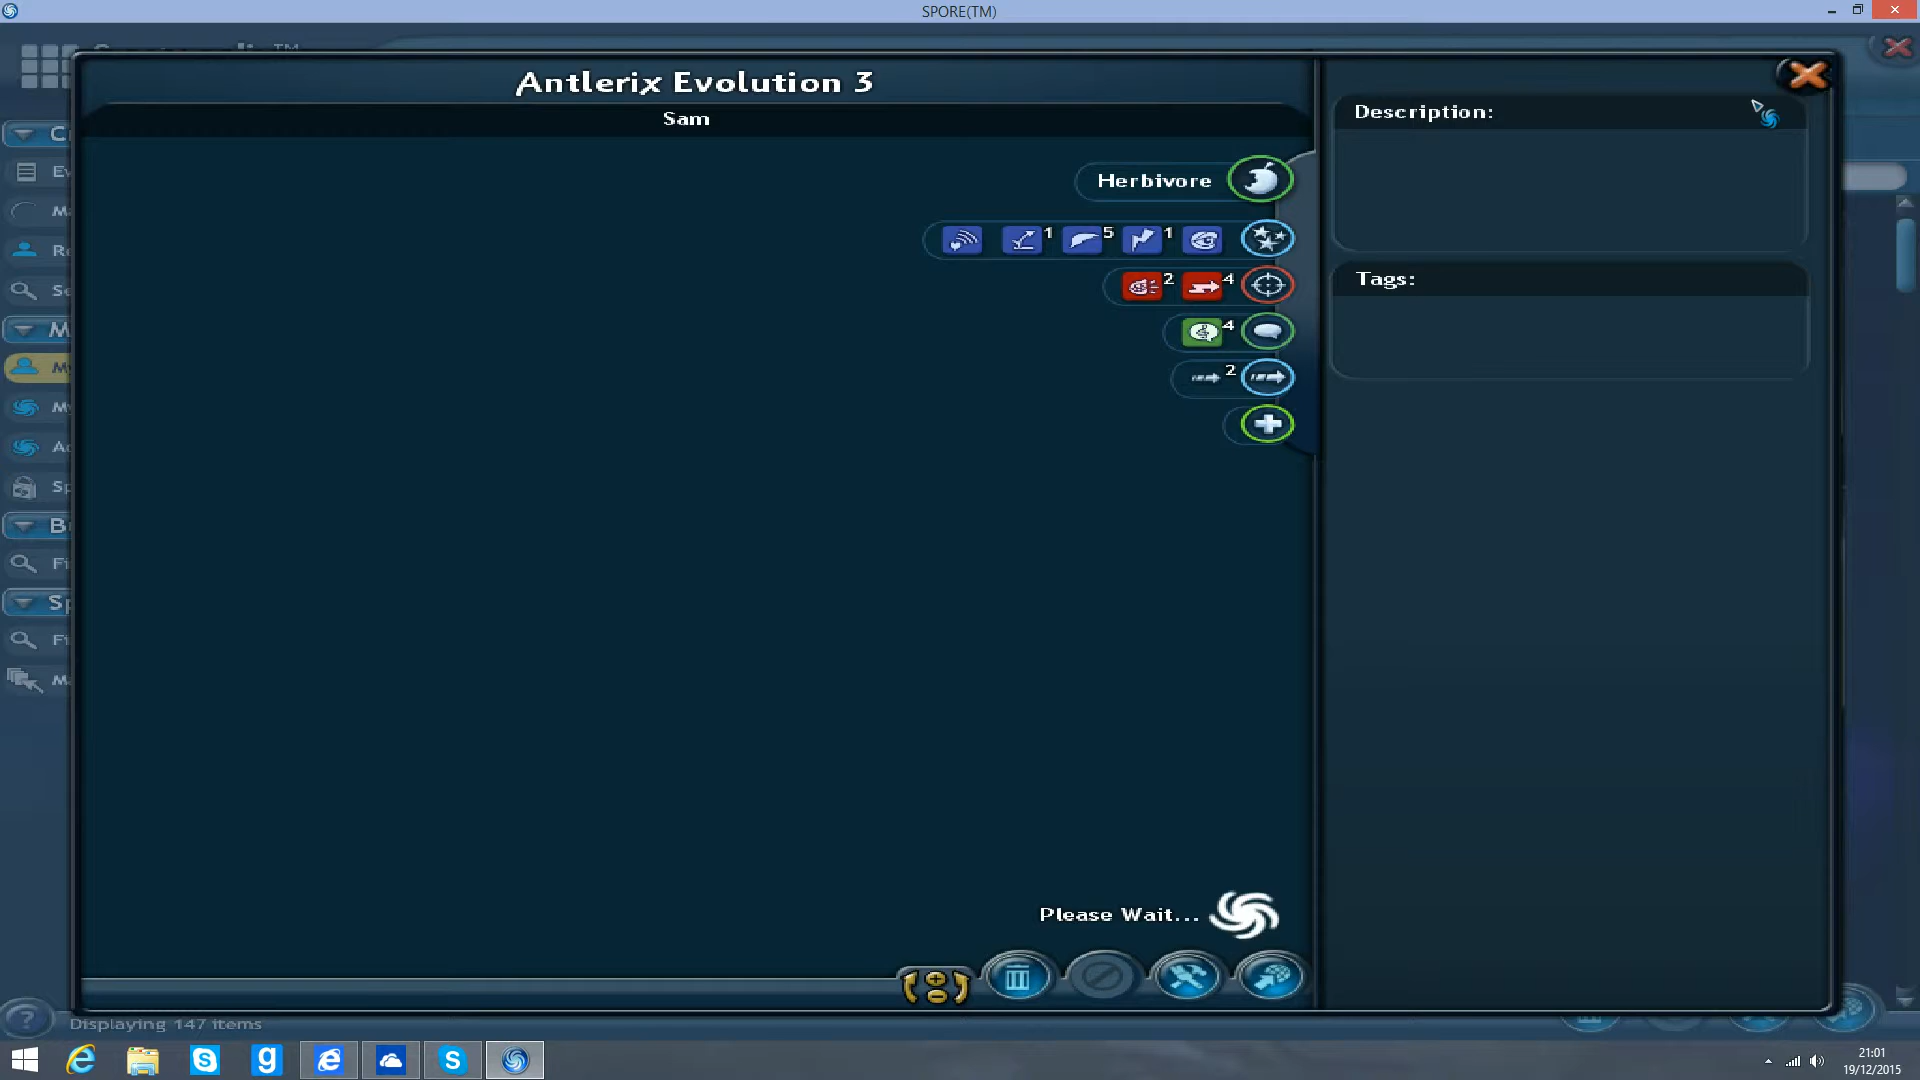 SPORE(TM)
Antlerix Evolution 3
Sam
Description:
Herbivore
1
5
1
2
4
Tags:
4
2
Please Wait...
Displaying 147 items
21:01
19/12/2015